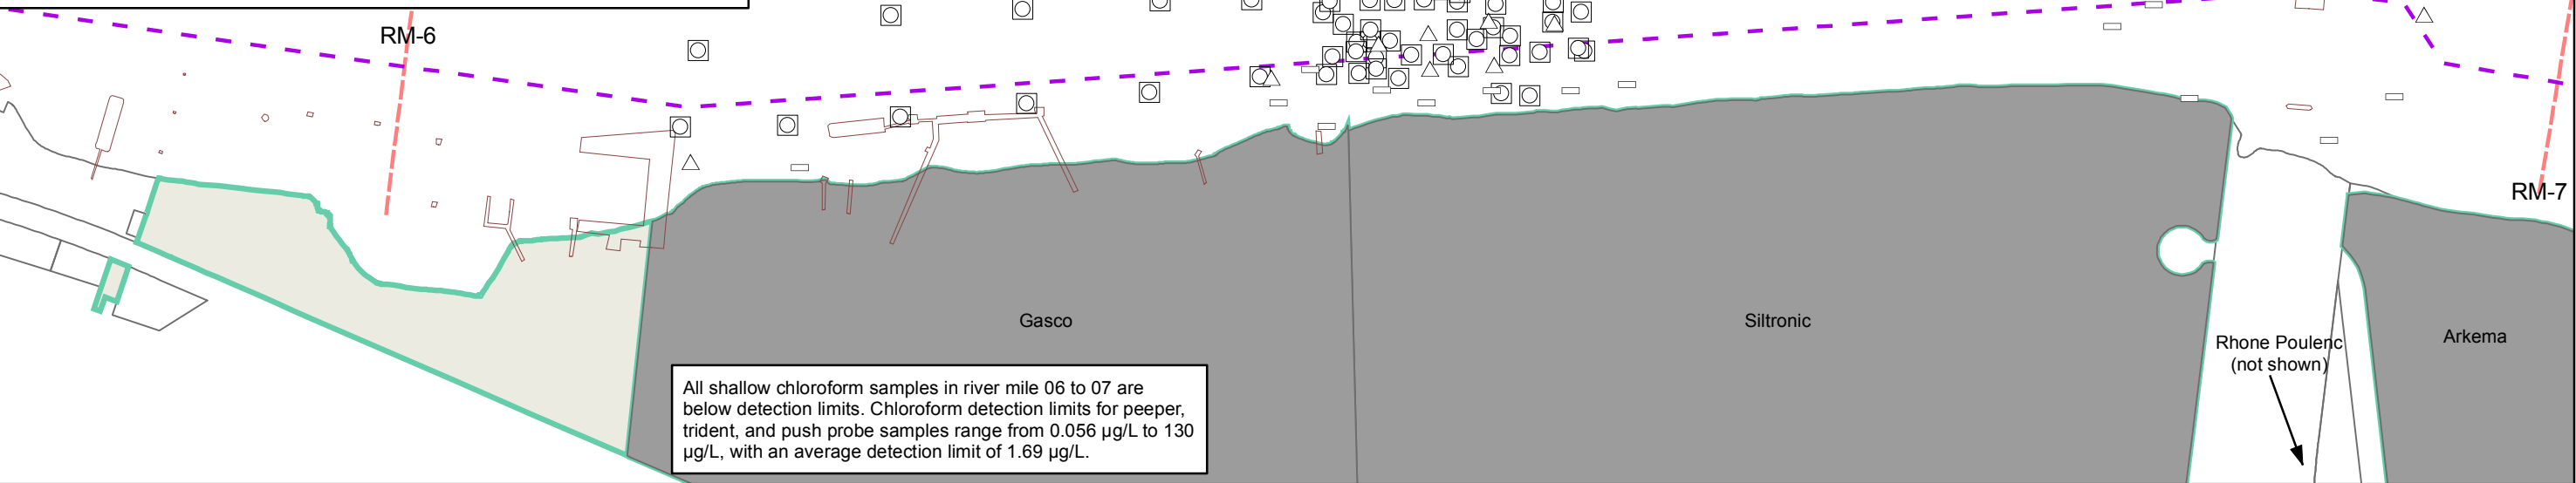 RM-6
RM-7
Gasco
Siltronic
Rhone Poulenc
(not shown)
Arkema
All shallow chloroform samples in river mile 06 to 07 are
below detection limits. Chloroform detection limits for peeper,
trident, and push probe samples range from 0.056 µg/L to 130
µg/L, with an average detection limit of 1.69 µg/L.